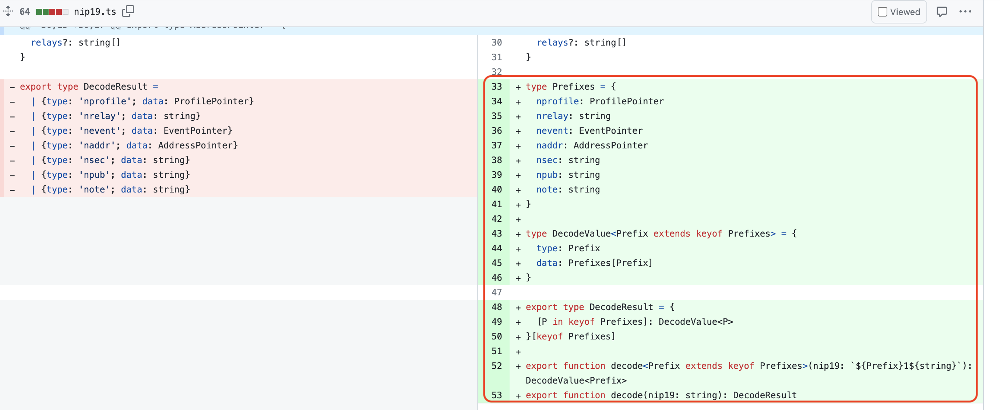 64 nip19.ts Viewed
relays?: string[]
}
- export type DecodeResult =
- | {type: 'nprofile'; data: ProfilePointer}
- | {type: 'nrelay'; data: string}
- | {type: 'nevent'; data: EventPointer}
- | {type: 'naddr'; data: AddressPointer}
- | {type: 'nsec'; data: string}
- | {type: 'npub'; data: string}
- | {type: 'note'; data: string}
30 relays?: string[]
31 }
32
33 + type Prefixes = {
34 + nprofile: ProfilePointer
35 + nrelay: string
36 + nevent: EventPointer
37 + naddr: AddressPointer
38 + nsec: string
39 + npub: string
40 + note: string
41 + }
42 +
43 + type DecodeValue<Prefix extends keyof Prefixes> = {
44 + type: Prefix
45 + data: Prefixes[Prefix]
46 + }
47
48 + export type DecodeResult = {
49 + [P in keyof Prefixes]: DecodeValue<P>
50 + }[keyof Prefixes]
51 +
52 + export function decode<Prefix extends keyof Prefixes>(nip19: `${Prefix}1${string}`):
DecodeValue<Prefix>
53 + export function decode(nip19: string): DecodeResult